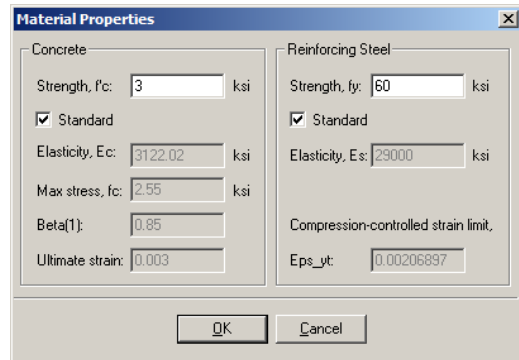 Material Properties
Concrete
Strength, f'c: 3 ksi
Standard
Elasticity, Ec: 3122.02 ksi
Max stress, fc: 2.55 ksi
Beta(1): 0.85
Ultimate strain: 0.003
Reinforcing Steel
Strength, fy: 60 ksi
Standard
Elasticity, Es: 29000 ksi
Compression-controlled strain limit,
Eps_yt: 0.00206897
OK Cancel